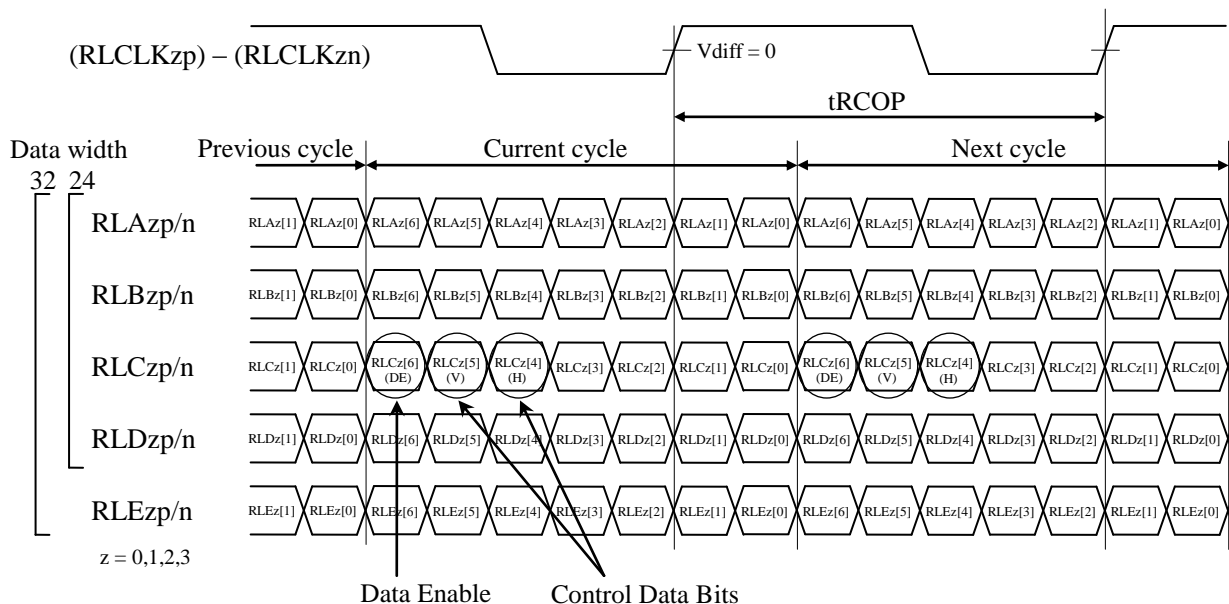 (RLCLKzp) – (RLCLKzn)
Vdiff = 0
tRCOP
Data width
32 24
Previous cycle
Current cycle
Next cycle
RLAzp/n
RLAz[1] RLAz[0] RLAz[6] RLAz[5] RLAz[4] RLAz[3] RLAz[2] RLAz[1] RLAz[0] RLAz[6] RLAz[5] RLAz[4] RLAz[3] RLAz[2] RLAz[1] RLAz[0]
RLBzp/n
RLBz[1] RLBz[0] RLBz[6] RLBz[5] RLBz[4] RLBz[3] RLBz[2] RLBz[1] RLBz[0] RLBz[6] RLBz[5] RLBz[4] RLBz[3] RLBz[2] RLBz[1] RLBz[0]
RLCzp/n
RLCz[1] RLCz[0] RLCz[6] RLCz[5] RLCz[4] RLCz[3] RLCz[2] RLCz[1] RLCz[0] RLCz[6] RLCz[5] RLCz[4] RLCz[3] RLCz[2] RLCz[1] RLCz[0]
(DE) (V) (H) (DE) (V) (H)
RLDzp/n
RLDz[1] RLDz[0] RLDz[6] RLDz[5] RLDz[4] RLDz[3] RLDz[2] RLDz[1] RLDz[0] RLDz[6] RLDz[5] RLDz[4] RLDz[3] RLDz[2] RLDz[1] RLDz[0]
RLEzp/n
RLEz[1] RLEz[0] RLEz[6] RLEz[5] RLEz[4] RLEz[3] RLEz[2] RLEz[1] RLEz[0] RLEz[6] RLEz[5] RLEz[4] RLEz[3] RLEz[2] RLEz[1] RLEz[0]
z = 0,1,2,3
Data Enable
Control Data Bits